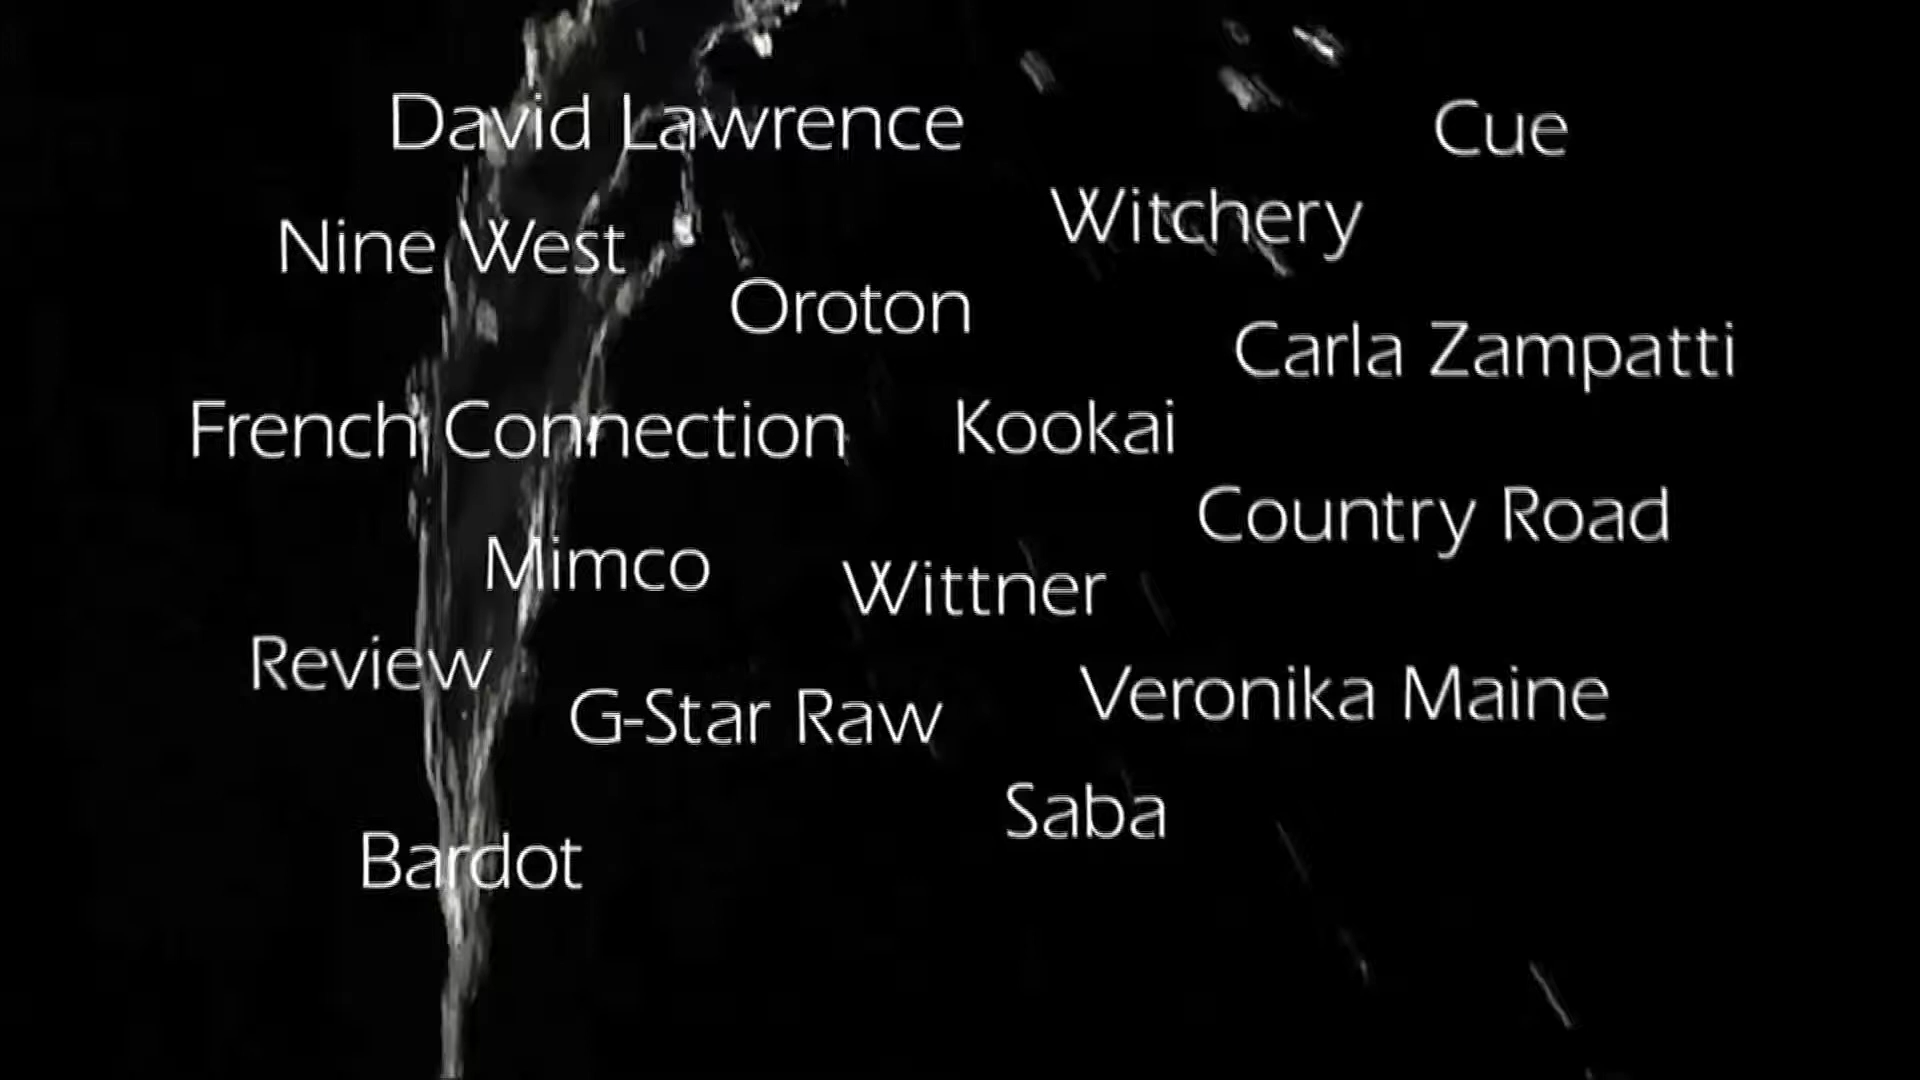 David Lawrence
Cue
Witchery
Nine West
Oroton
Carla Zampatti
French Connection
Kookai
Country Road
Mimco
Wittner
Review
Veronika Maine
G-Star Raw
Saba
Bardot